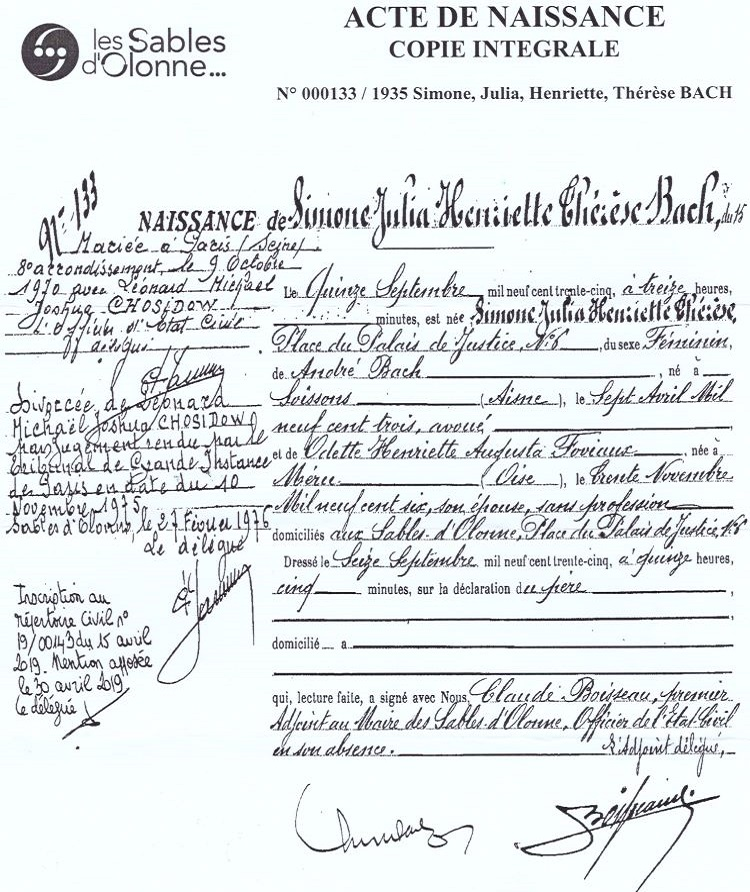 les Sables
d'Olonne...
ACTE DE NAISSANCE
COPIE INTEGRALE
N° 000133 / 1935 Simone, Julia, Henriette, Thérèse BACH
N° 133
NAISSANCE de Simone Julia Henriette Thérèse Bach, du 15
Mariée à Paris (Seine)
8e arrondissement, le 9 Octobre
1970 avec Léonard Michael
Joshua CHOSIDOW
L'Officier d'Etat Civil
Divorcée de Léonard
Michaël Joshua CHOSIDOW
par jugement rendu par le
Tribunal de Grande Instance
de Paris en date du 10
Novembre 1975
Sables d'Olonne, le 27 février 1976
Le délégué
Inscription au
répertoire Civil n°
19/00143 du 15 avril
2019. Mention apposée
le 30 avril 2019
le délégué
Le Quinze Septembre mil neuf cent trente-cinq, à treize heures,
minutes, est née Simone Julia Henriette Thérèse,
Place du Palais de Justice, N°6, du sexe Féminin,
de André Bach né à
Soissons (Aisne), le Sept Avril Mil
neuf cent trois, avoué
et de Odette Henriette Augusta Foviaux née à
Méru (Oise), le trente Novembre
Mil neuf cent six, son épouse, sans profession
domiciliés aux Sables-d'Olonne, Place du Palais de Justice, N°6
Dressé le Seize Septembre mil neuf cent trente-cinq, à quinze heures,
cinq minutes, sur la déclaration du père
domicilié à
qui, lecture faite, a signé avec Nous, Claude Boisseau, premier
Adjoint au Maire des Sables-d'Olonne, Officier de l'Etat-Civil
en son absence. L'Adjoint délégué,